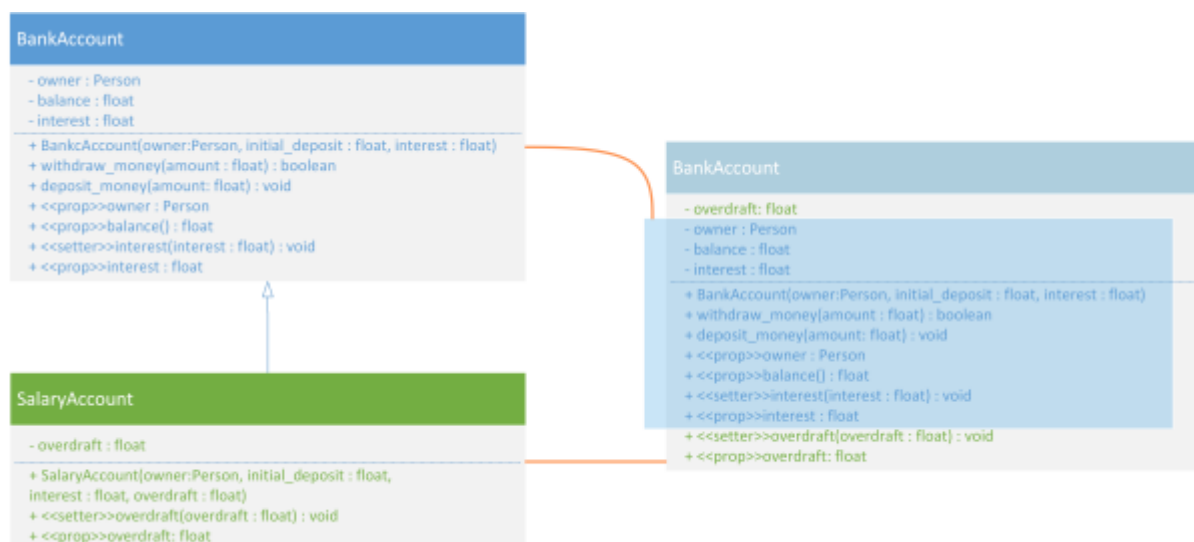 BankAccount
- owner : Person
- balance : float
- interest : float
+ BankcAccount(owner:Person, initial_deposit : float, interest : float)
+ withdraw_money(amount : float) : boolean
+ deposit_money(amount: float) : void
+ <<prop>>owner : Person
+ <<prop>>balance() : float
+ <<setter>>interest(interest : float) : void
+ <<prop>>interest : float
SalaryAccount
- overdraft : float
+ SalaryAccount(owner:Person, initial_deposit : float,
interest : float, overdraft : float)
+ <<setter>>overdraft(overdraft : float) : void
+ <<prop>>overdraft: float
BankAccount
- overdraft: float
- owner : Person
- balance : float
- interest : float
+ BankAccount(owner:Person, initial_deposit : float, interest : float)
+ withdraw_money(amount : float) : boolean
+ deposit_money(amount: float) : void
+ <<prop>>owner : Person
+ <<prop>>balance() : float
+ <<setter>>interest(interest : float) : void
+ <<prop>>interest : float
+ <<setter>>overdraft(overdraft : float) : void
+ <<prop>>overdraft: float